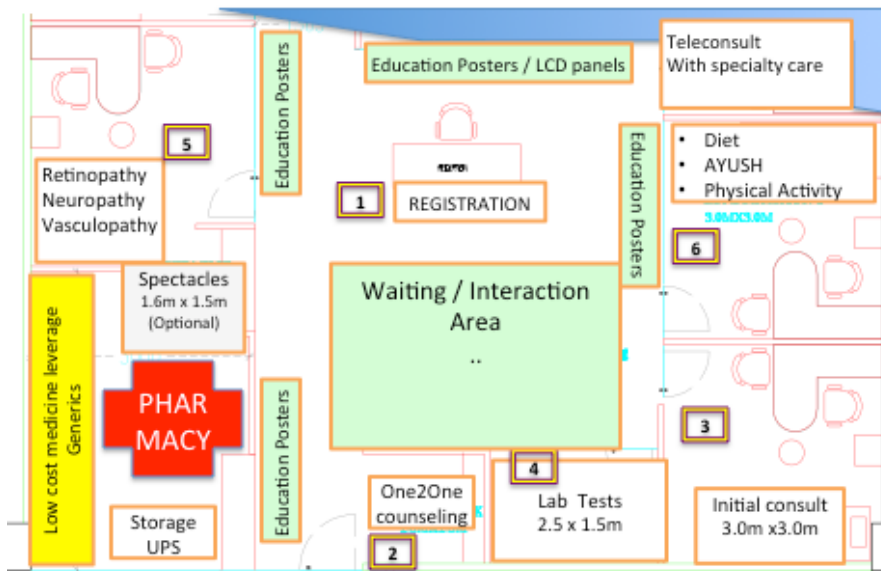 Education Posters
Education Posters / LCD panels
Teleconsult
With specialty care
5
Retinopathy
Neuropathy
Vasculopathy
1
REGISTRATION
Education Posters
• Diet
• AYUSH
• Physical Activity
3.0MX3.0M
6
Spectacles
1.6m x 1.5m
(Optional)
Waiting / Interaction
Area
..
Low cost medicine leverage
Generics
PHAR
MACY
Education Posters
3
4
Storage
UPS
One2One
counseling
2
Lab Tests
2.5 x 1.5m
Initial consult
3.0m x3.0m